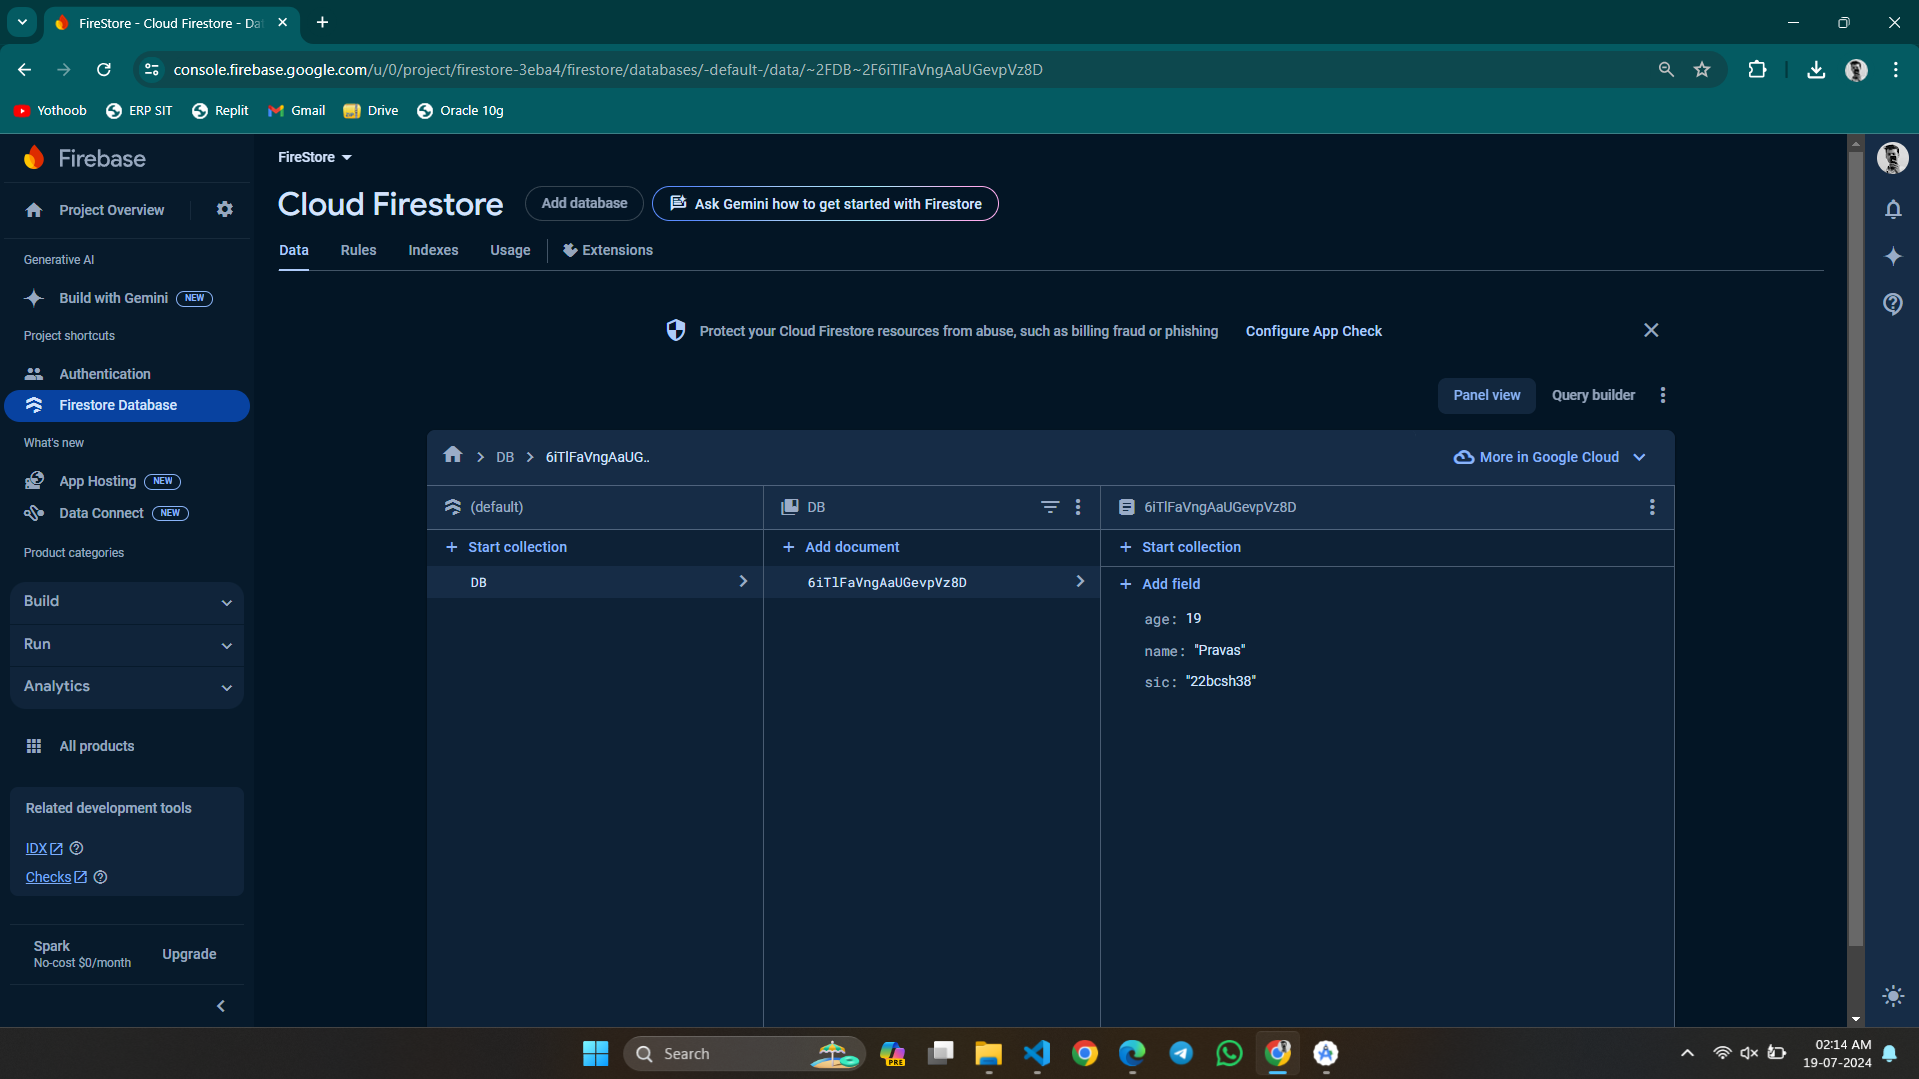 FireStore - Cloud Firestore - Da
console.firebase.google.com/u/0/project/firestore-3eba4/firestore/databases/-default-/data/~2FDB~2F6iTlFaVngAaUGevpVz8D
Yothoob
ERP SIT
Replit
Gmail
Drive
Oracle 10g
Firebase
Project Overview
Generative AI
Build with Gemini NEW
Project shortcuts
Authentication
Firestore Database
What's new
App Hosting NEW
Data Connect NEW
Product categories
Build
Run
Analytics
All products
Related development tools
IDX
Checks
Spark
No-cost $0/month
Upgrade
FireStore
Cloud Firestore
Add database
Ask Gemini how to get started with Firestore
Data
Rules
Indexes
Usage
Extensions
Protect your Cloud Firestore resources from abuse, such as billing fraud or phishing
Configure App Check
Panel view
Query builder
DB
6iTlFaVngAaUG..
More in Google Cloud
(default)
Start collection
DB
DB
Add document
6iTlFaVngAaUGevpVz8D
6iTlFaVngAaUGevpVz8D
Start collection
Add field
age: 19
name: "Pravas"
sic: "22bcsh38"
Search
PRE
02:14 AM
19-07-2024